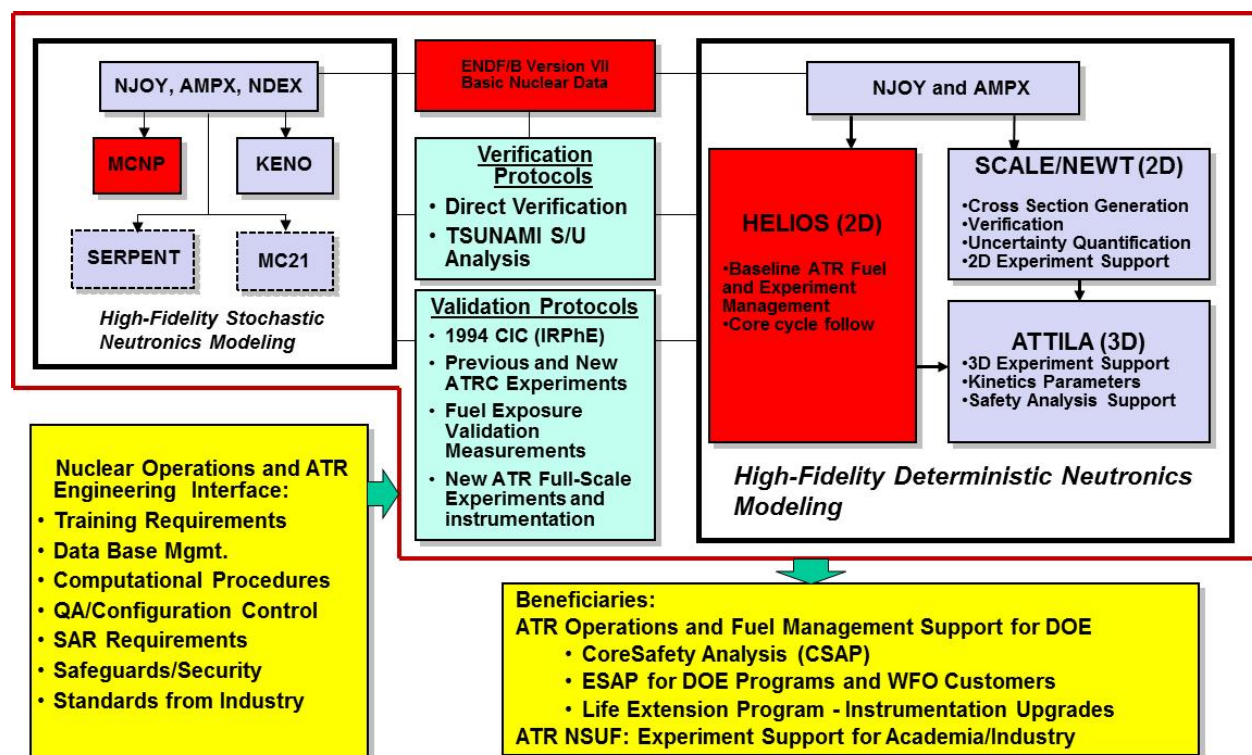 NJOY, AMPX, NDEX
MCNP
KENO
SERPENT
MC21
High-Fidelity Stochastic
Neutronics Modeling
ENDF/B Version VII
Basic Nuclear Data
Verification
Protocols
• Direct Verification
• TSUNAMI S/U
Analysis
Validation Protocols
• 1994 CIC (IRPhE)
• Previous and New
ATRC Experiments
• Fuel Exposure
Validation
Measurements
• New ATR Full-Scale
Experiments and
instrumentation
NJOY and AMPX
HELIOS (2D)
•Baseline ATR Fuel
and Experiment
Management
•Core cycle follow
SCALE/NEWT (2D)
•Cross Section Generation
•Verification
•Uncertainty Quantification
•2D Experiment Support
ATTILA (3D)
•3D Experiment Support
•Kinetics Parameters
•Safety Analysis Support
High-Fidelity Deterministic Neutronics
Modeling
Nuclear Operations and ATR
Engineering Interface:
• Training Requirements
• Data Base Mgmt.
• Computational Procedures
• QA/Configuration Control
• SAR Requirements
• Safeguards/Security
• Standards from Industry
Beneficiaries:
ATR Operations and Fuel Management Support for DOE
• CoreSafety Analysis (CSAP)
• ESAP for DOE Programs and WFO Customers
• Life Extension Program - Instrumentation Upgrades
ATR NSUF: Experiment Support for Academia/Industry